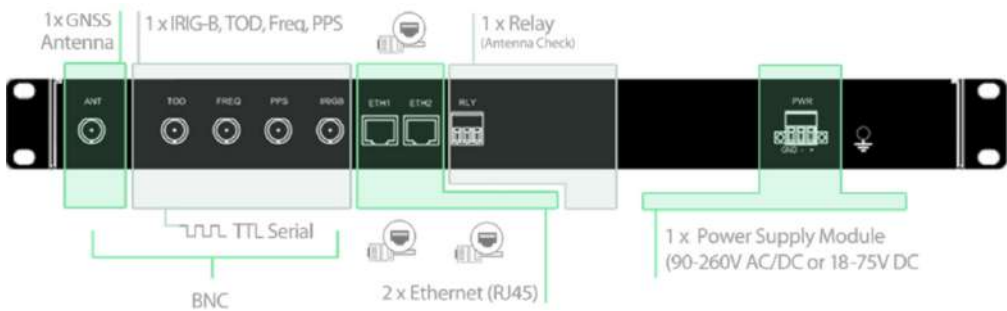 1x GNSS
Antenna
1 x IRIG-B, TOD, Freq, PPS
1 x Relay
(Antenna Check)
ANT
TOD
FREQ
PPS
IRIGB
ETH1
ETH2
RLY
PWR
GND - +
TTL Serial
BNC
2 x Ethernet (RJ45)
1 x Power Supply Module
(90-260V AC/DC or 18-75V DC